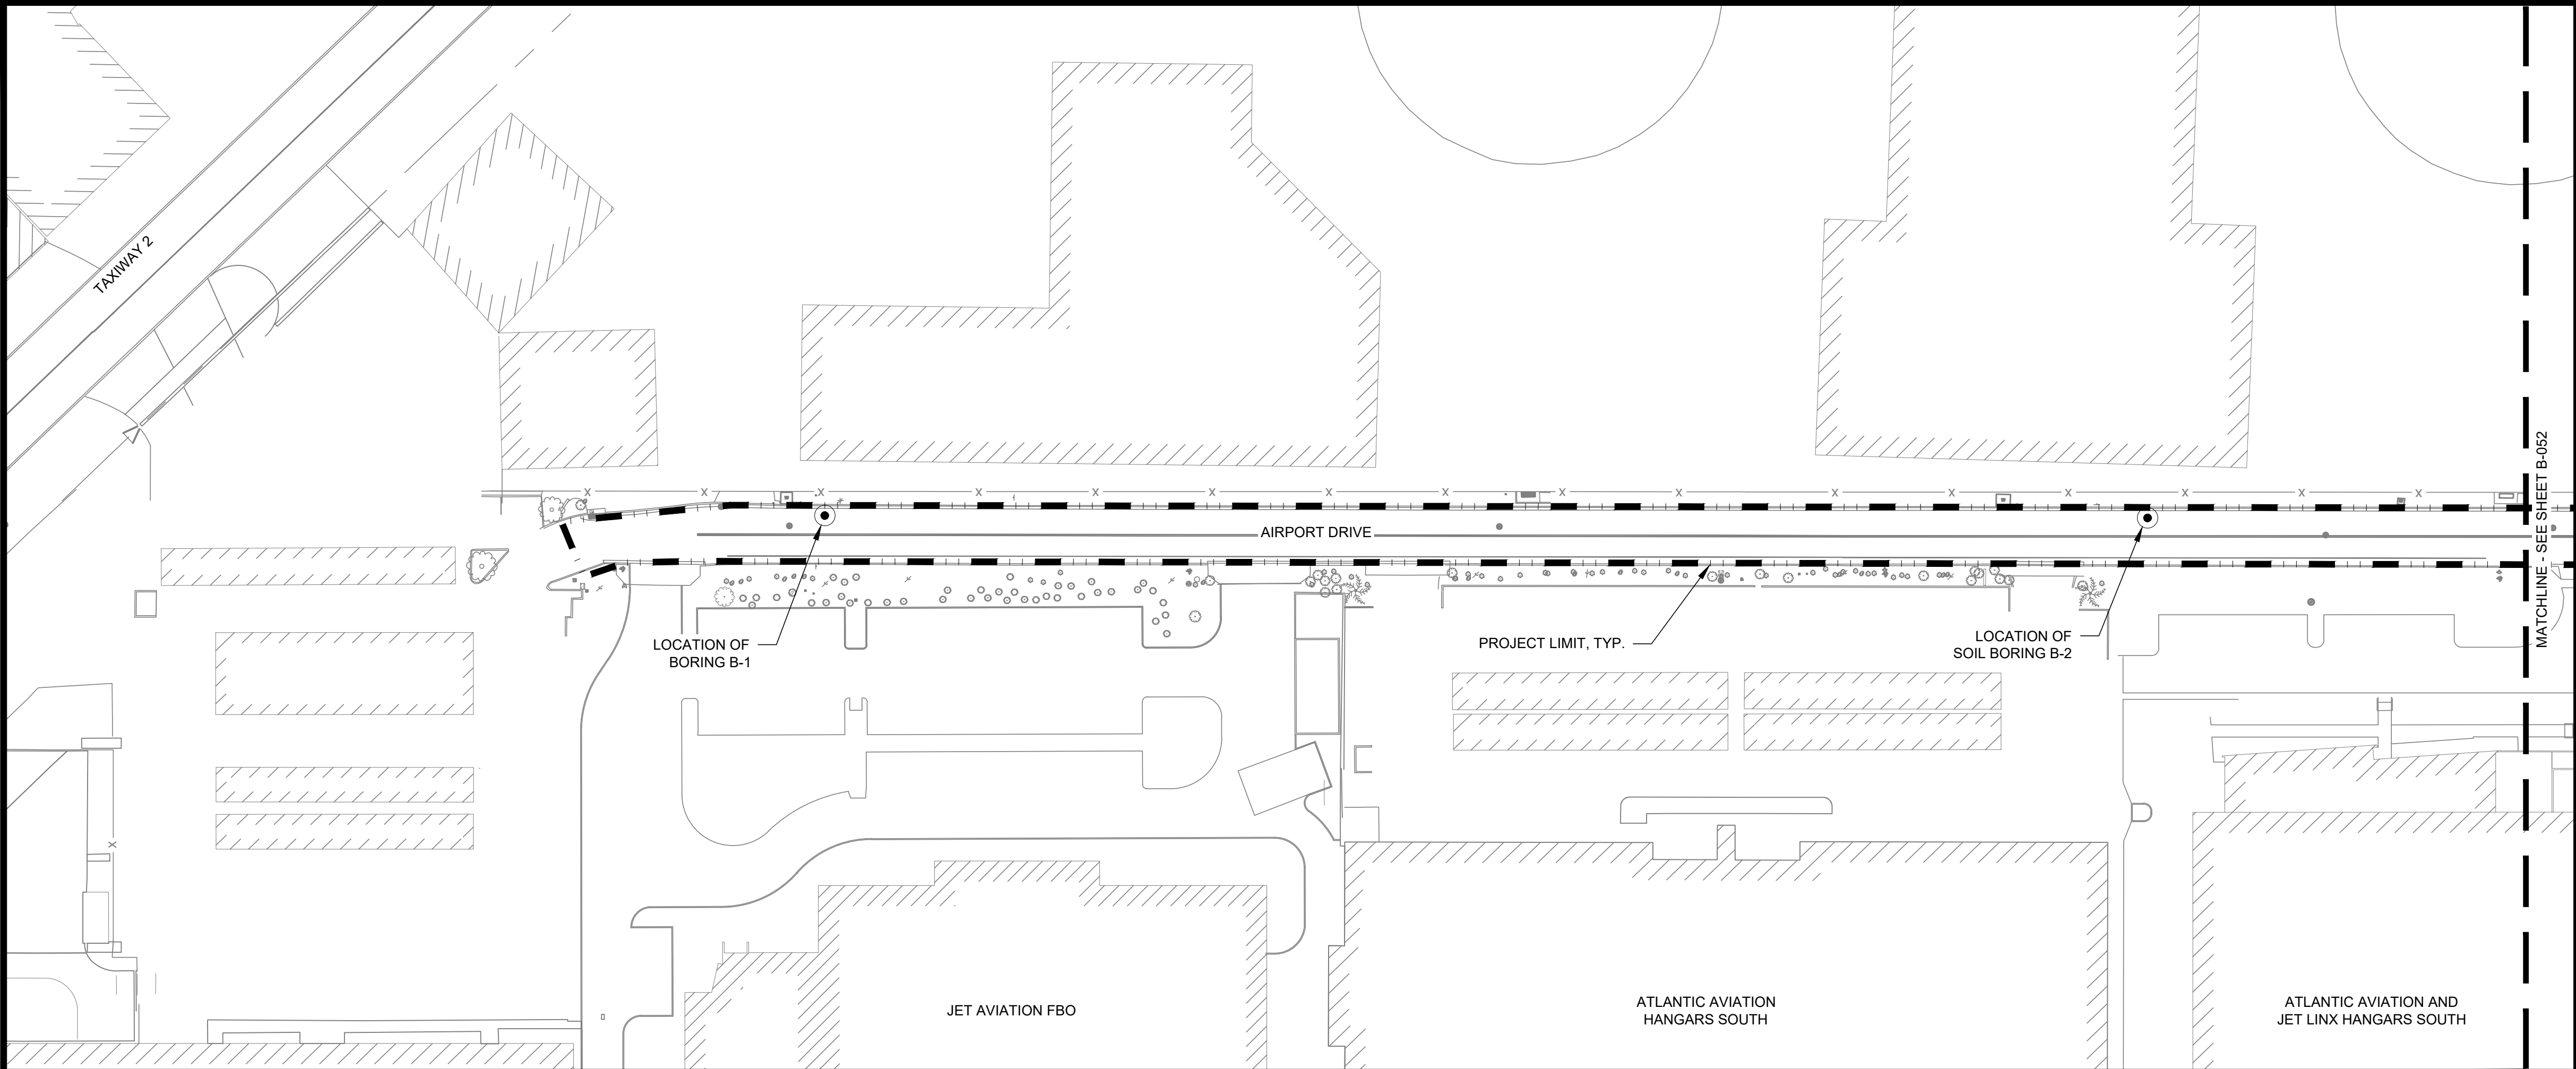 TAXIWAY 2
MATCHLINE - SEE SHEET B-052
AIRPORT DRIVE
LOCATION OF
BORING B-1
PROJECT LIMIT, TYP.
LOCATION OF
SOIL BORING B-2
JET AVIATION FBO
ATLANTIC AVIATION
HANGARS SOUTH
ATLANTIC AVIATION AND
JET LINX HANGARS SOUTH